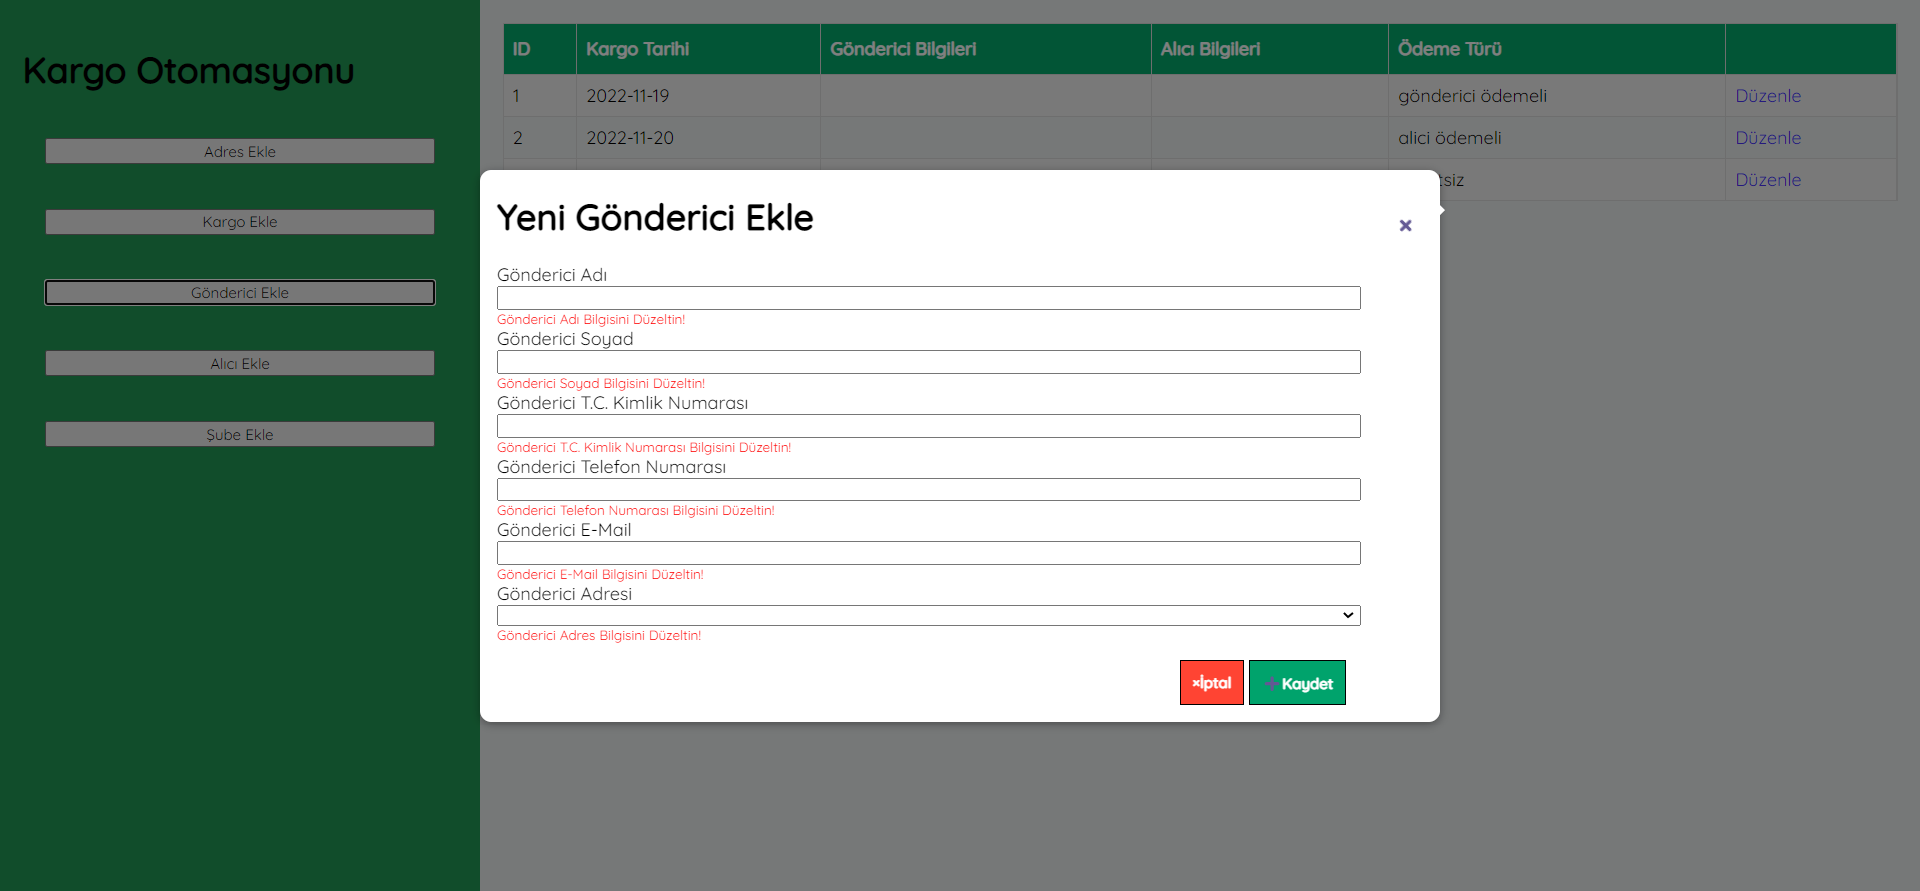 Kargo Otomasyonu
Adres Ekle
Kargo Ekle
Gönderici Ekle
Alıcı Ekle
Şube Ekle
ID Kargo Tarihi Gönderici Bilgileri Alıcı Bilgileri Ödeme Türü
1 2022-11-19 gönderici ödemeli Düzenle
2 2022-11-20 alici ödemeli Düzenle
Düzenle
Yeni Gönderici Ekle
×
Gönderici Adı
Gönderici Adı Bilgisini Düzeltin!
Gönderici Soyad
Gönderici Soyad Bilgisini Düzeltin!
Gönderici T.C. Kimlik Numarası
Gönderici T.C. Kimlik Numarası Bilgisini Düzeltin!
Gönderici Telefon Numarası
Gönderici Telefon Numarası Bilgisini Düzeltin!
Gönderici E-Mail
Gönderici E-Mail Bilgisini Düzeltin!
Gönderici Adresi
Gönderici Adres Bilgisini Düzeltin!
×İptal +Kaydet